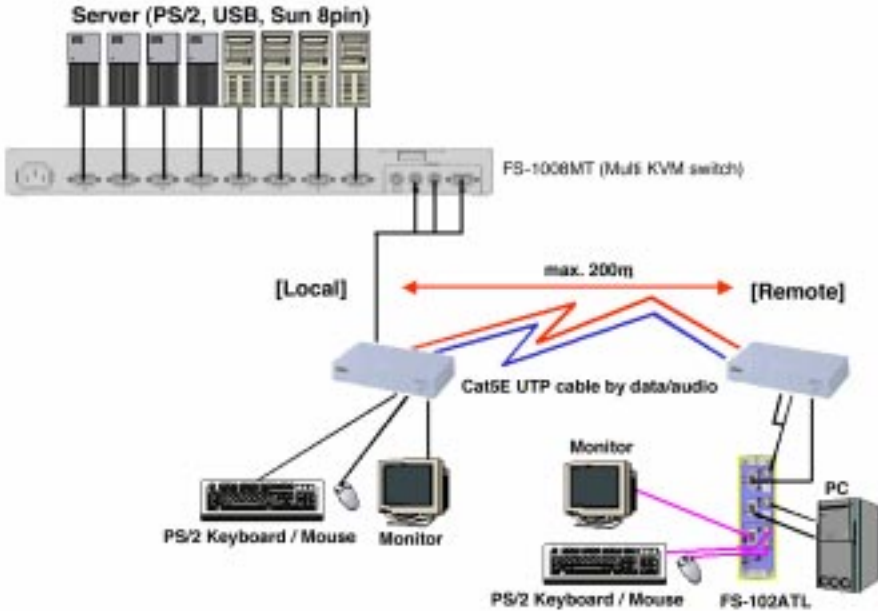 Server (PS/2, USB, Sun 8pin)
FS-1008MT (Multi KVM switch)
max. 200m
[Local]
[Remote]
Cat5E UTP cable by data/audio
Monitor
PC
PS/2 Keyboard / Mouse
Monitor
PS/2 Keyboard / Mouse
FS-102ATL